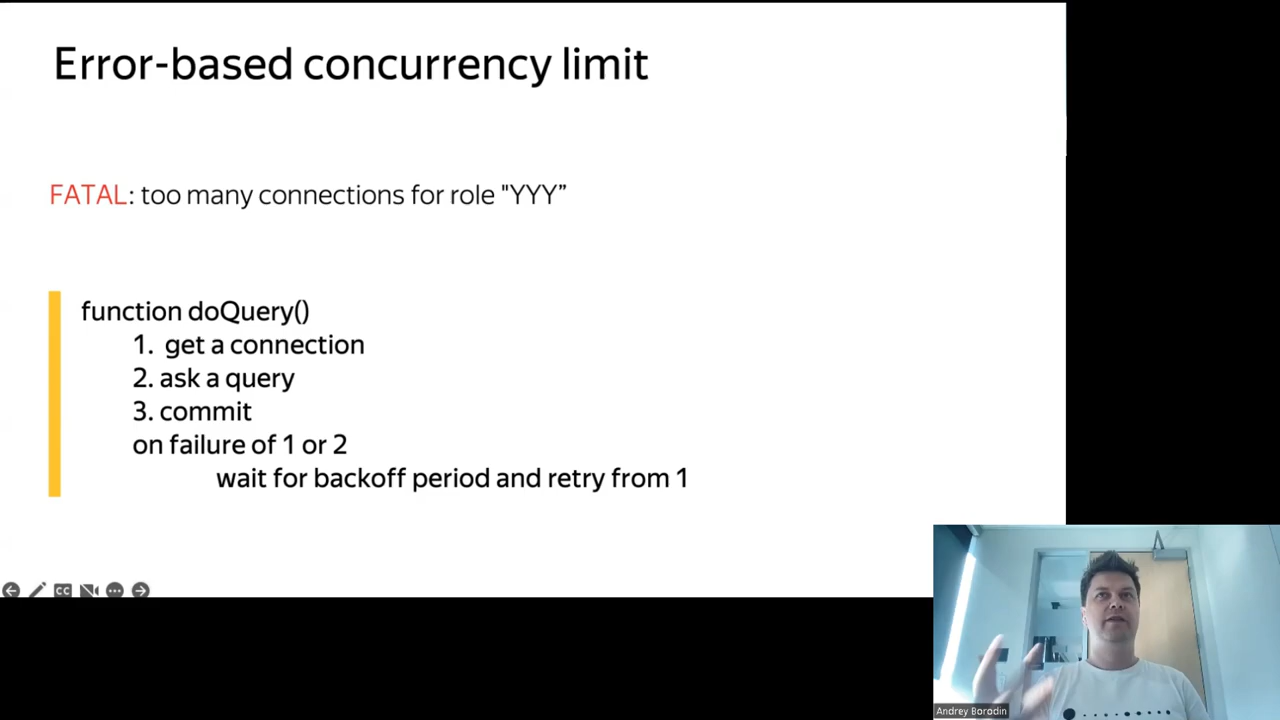 Error-based concurrency limit
FATAL: too many connections for role "YYY”
function doQuery()
1. get a connection
2. ask a query
3. commit
on failure of 1 or 2
wait for backoff period and retry from 1
CC
Andrey Borodin